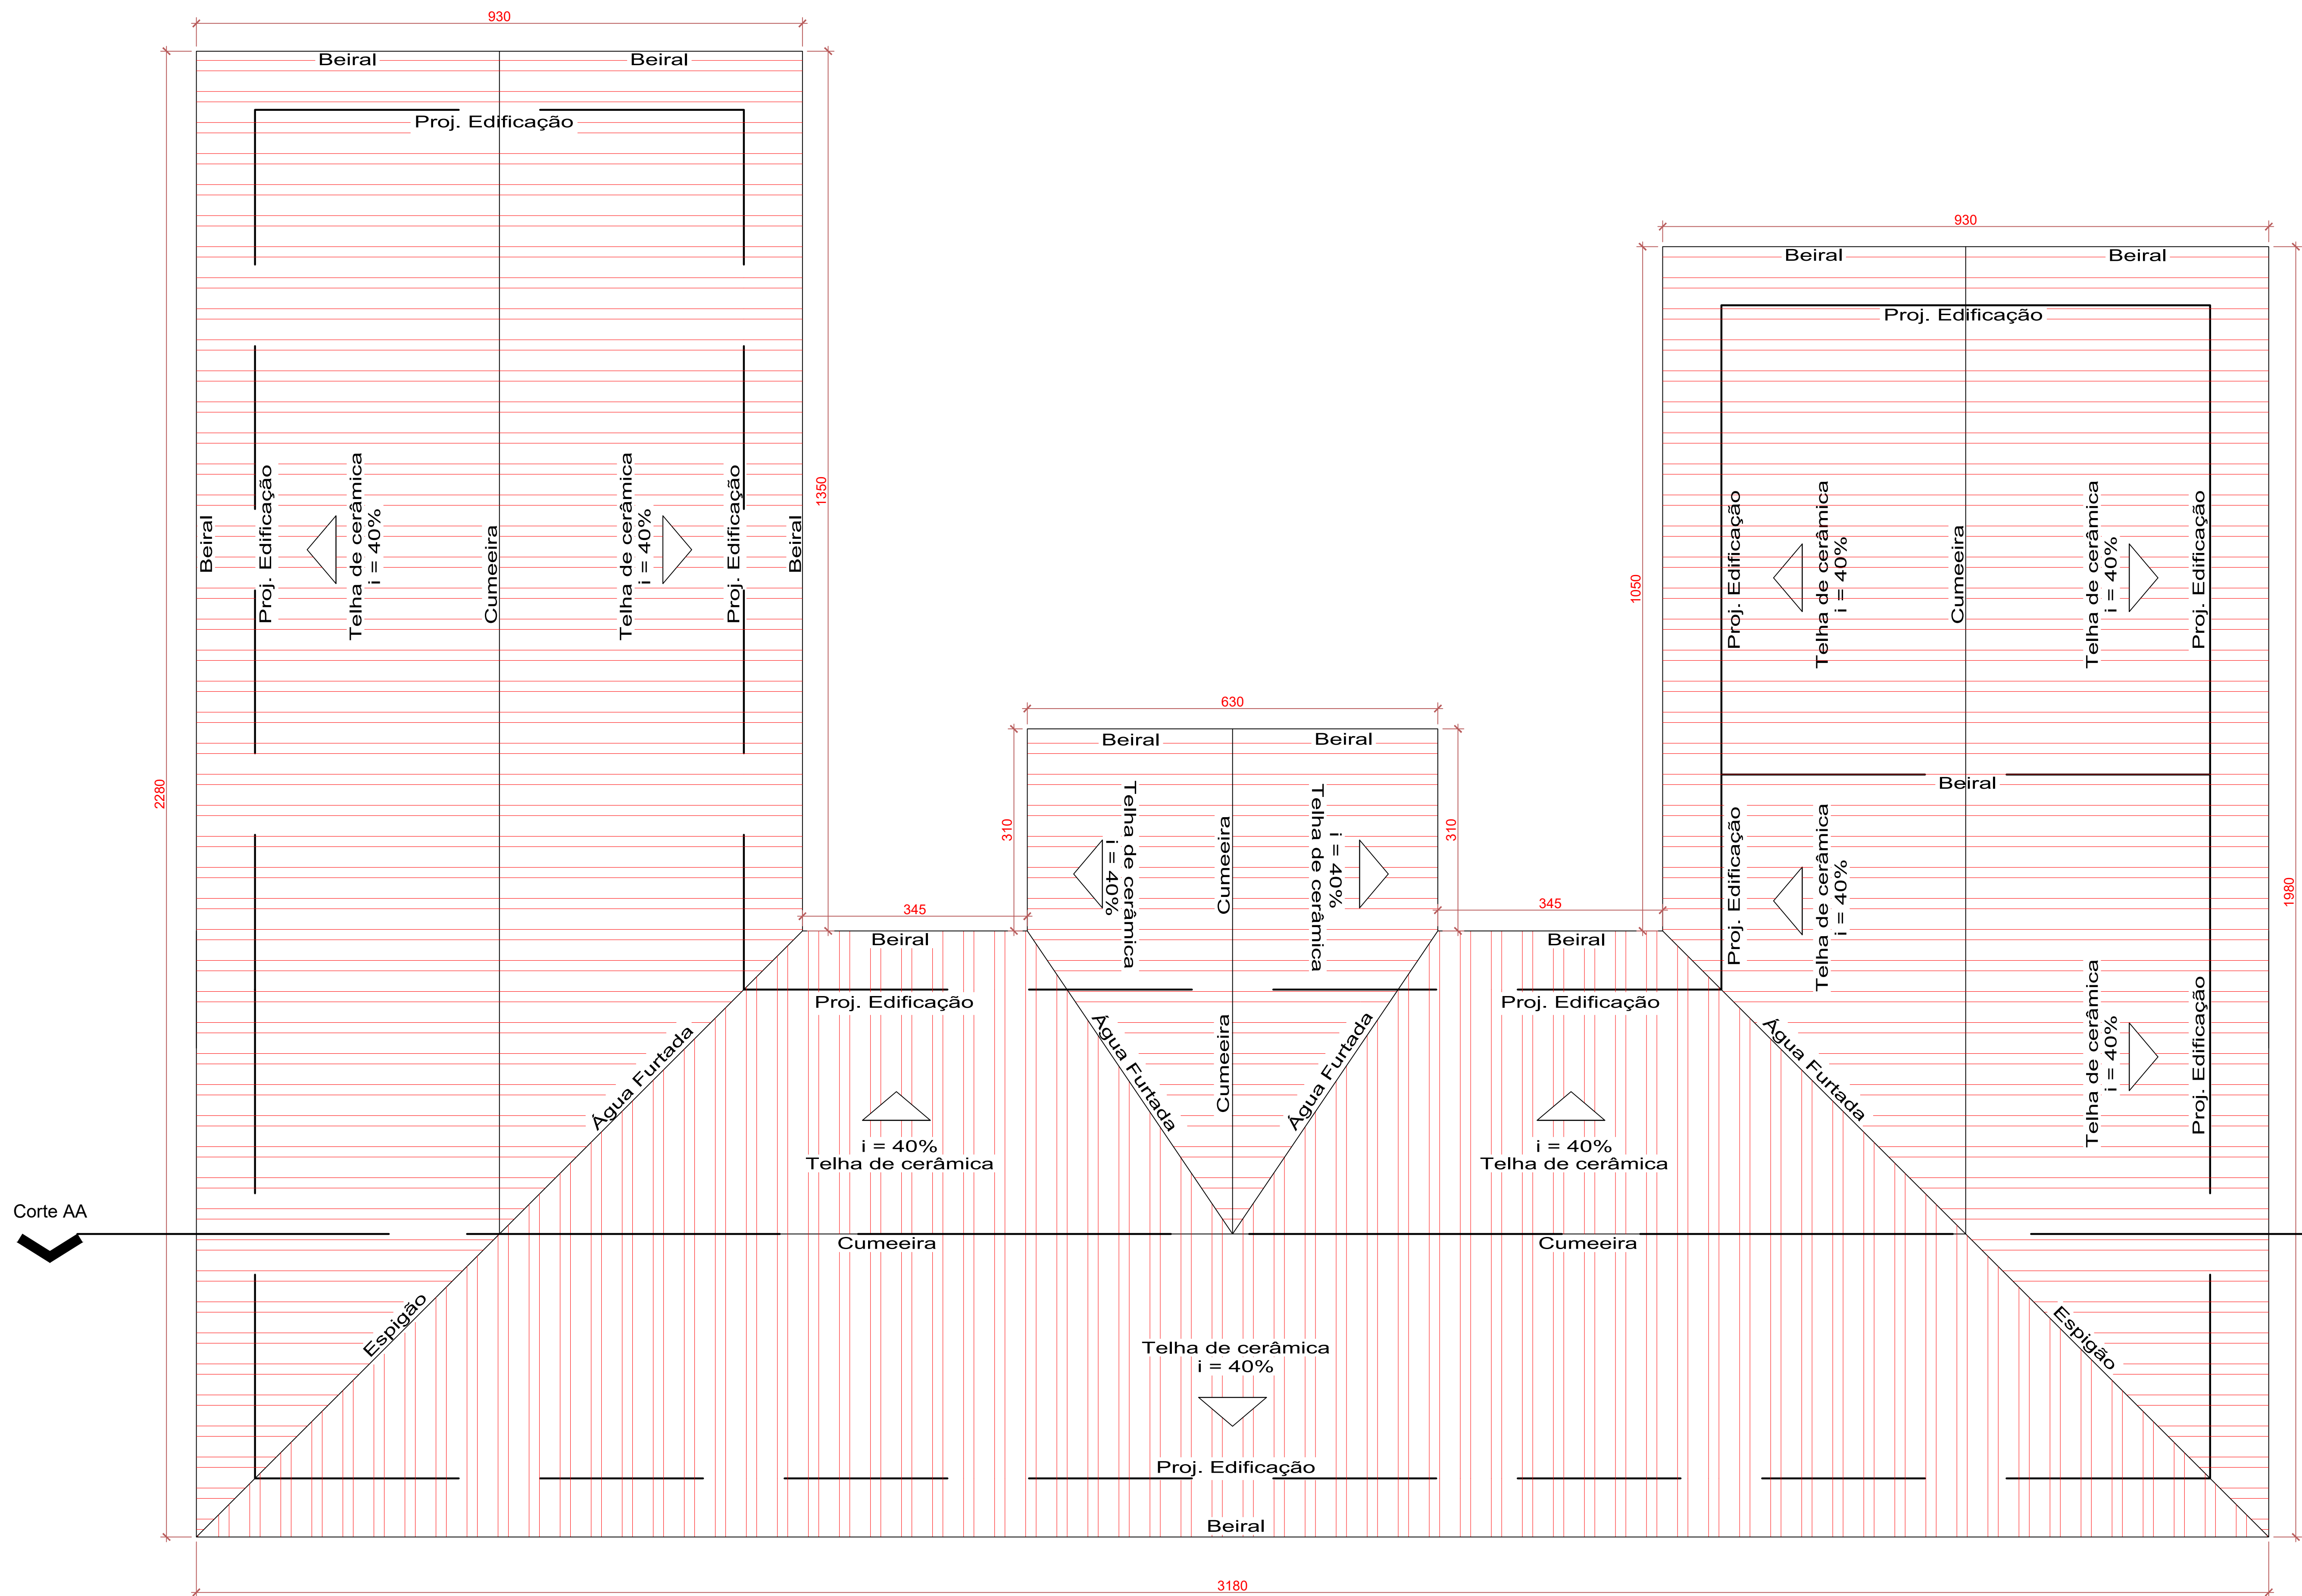 930
Beiral
Beiral
Proj. Edificação
930
Beiral
Beiral
Proj. Edificação
Beiral
Proj. Edificação
Telha de cerâmica
i = 40%
Cumeeira
Telha de cerâmica
i = 40%
Proj. Edificação
Beiral
1350
1050
Proj. Edificação
Telha de cerâmica
i = 40%
Cumeeira
Telha de cerâmica
i = 40%
Proj. Edificação
2280
630
Beiral
Beiral
310
Telha de cerâmica
i = 40%
Cumeeira
Telha de cerâmica
i = 40%
310
Beiral
Proj. Edificação
Telha de cerâmica
i = 40%
1980
345
345
Beiral
Beiral
Proj. Edificação
Proj. Edificação
Água Furtada
Água Furtada
Cumeeira
Água Furtada
Água Furtada
Telha de cerâmica
i = 40%
Proj. Edificação
i = 40%
Telha de cerâmica
i = 40%
Telha de cerâmica
Corte AA
Cumeeira
Cumeeira
Espigão
Espigão
Telha de cerâmica
i = 40%
Proj. Edificação
Beiral
3180